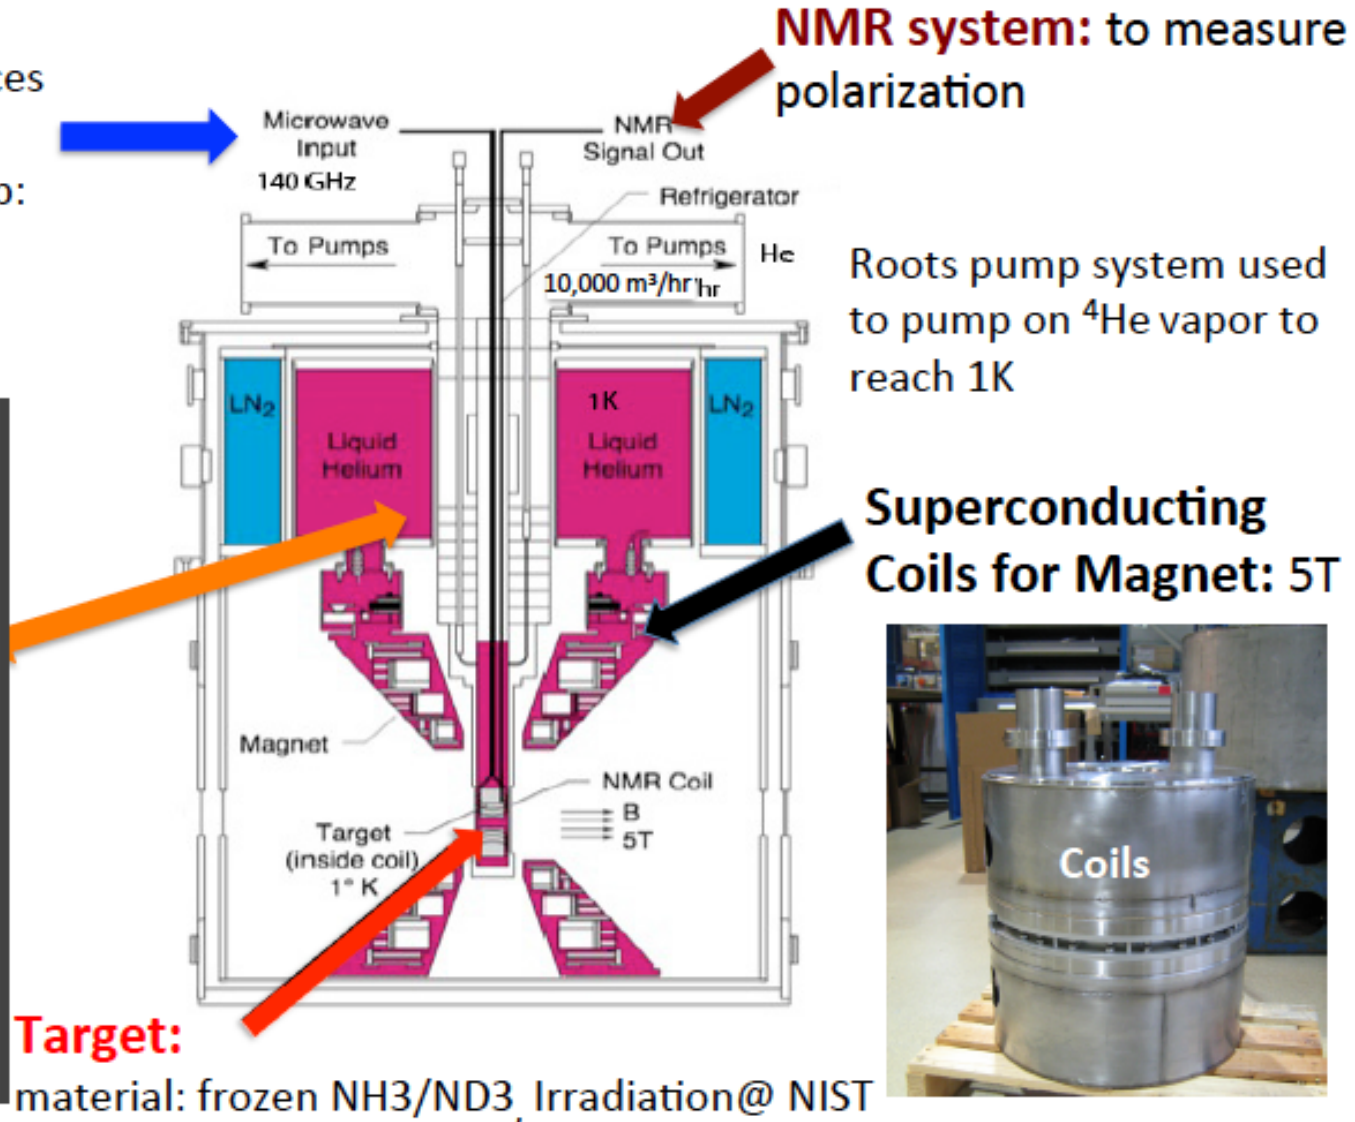 NMR system: to measure
polarization
ces
Microwave
Input
140 GHz
NMR
Signal Out
p:
Refrigerator
To Pumps
To Pumps
He
10,000 m³/hr hr
Roots pump system used
to pump on ⁴He vapor to
reach 1K
LN₂
1K
LN₂
Liquid
Helium
Liquid
Helium
Superconducting
Coils for Magnet: 5T
Magnet
NMR Coil
B
5T
Target
(inside coil)
1° K
Coils
Target:
material: frozen NH3/ND3, Irradiation@ NIST